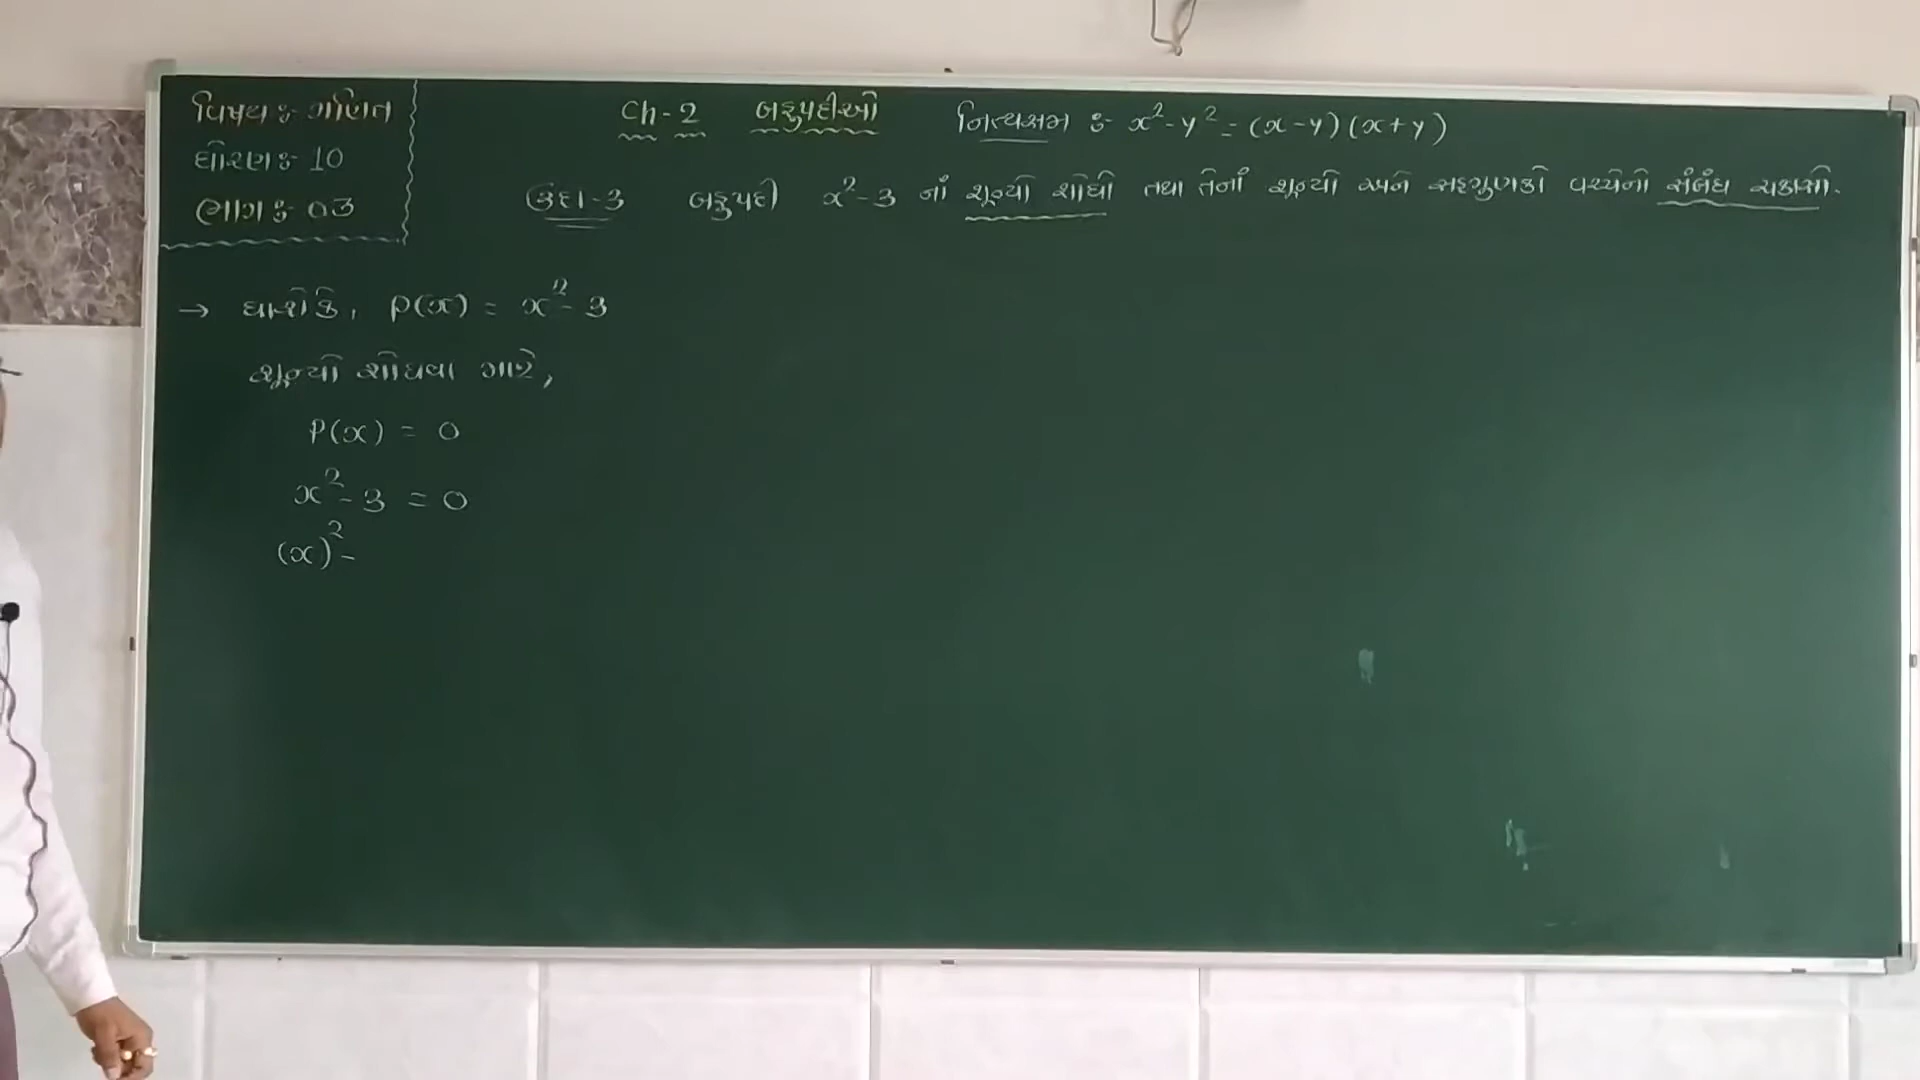 વિષય ઃ- ગણિત
ધોરણ ઃ- 10
ભાગ ઃ- 03
Ch-2 બહુપદીઓ નિત્યસમ ઃ- x²-y² = (x-y)(x+y)
ઉદા-3 બહુપદી x²-3 નાં શૂન્યો શોધો તથા તેનાં શૂન્યો અને સહગુણકો વચ્ચેનો સંબંધ ચકાસો.
→ ધારોકે, P(x) = x²-3
શૂન્યો શોધવા માટે,
P(x) = 0
x²-3 = 0
(x)²-